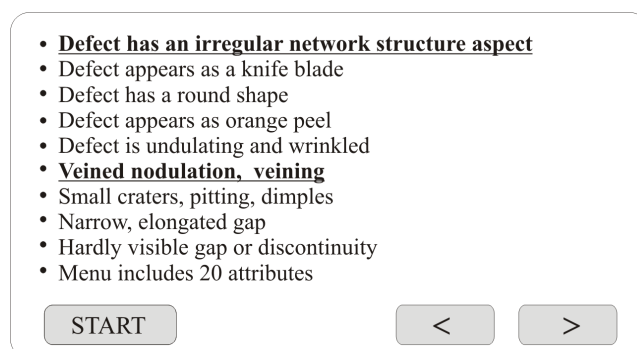 • Defect has an irregular network structure aspect
• Defect appears as a knife blade
• Defect has a round shape
• Defect appears as orange peel
• Defect is undulating and wrinkled
• Veined nodulation, veining
• Small craters, pitting, dimples
• Narrow, elongated gap
• Hardly visible gap or discontinuity
• Menu includes 20 attributes
START < >